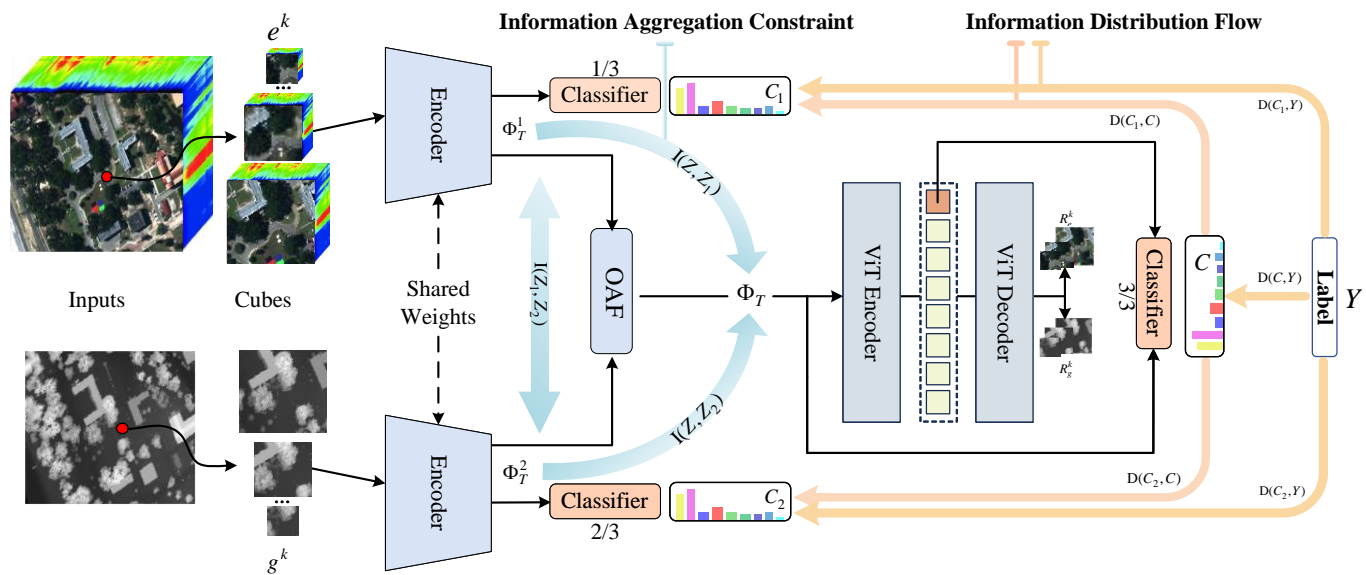 Information Aggregation Constraint
Information Distribution Flow
e^k
...
Encoder
1/3
Classifier
C_1
D(C_1,Y)
D(C_1,C)
Φ_T^1
I(Z,Z_1)
Inputs
Cubes
Shared
Weights
I(Z_1,Z_2)
OAF
Φ_T
ViT Encoder
ViT Decoder
R_e^k
R_g^k
Classifier
3/3
C
D(C,Y)
Label
Y
I(Z,Z_2)
Encoder
Φ_T^2
Classifier
2/3
C_2
D(C_2,C)
D(C_2,Y)
...
g^k